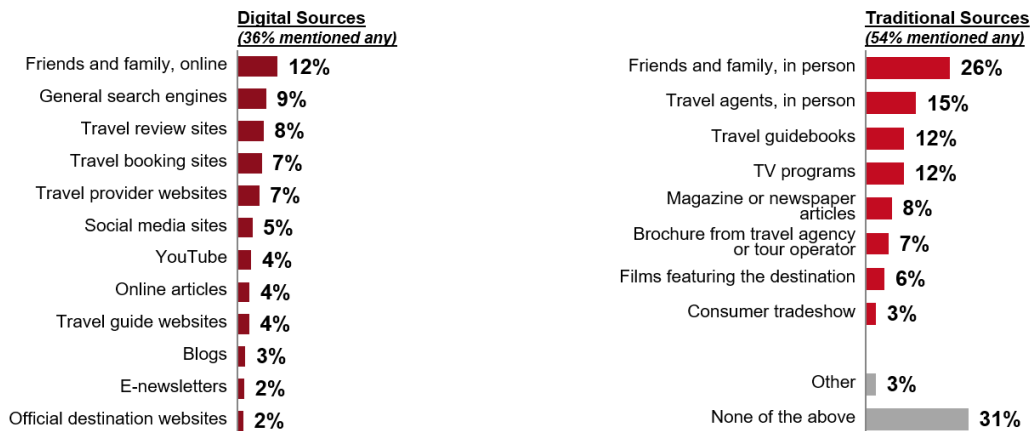 Digital Sources
(36% mentioned any)
Friends and family, online 12%
General search engines 9%
Travel review sites 8%
Travel booking sites 7%
Travel provider websites 7%
Social media sites 5%
YouTube 4%
Online articles 4%
Travel guide websites 4%
Blogs 3%
E-newsletters 2%
Official destination websites 2%
Traditional Sources
(54% mentioned any)
Friends and family, in person 26%
Travel agents, in person 15%
Travel guidebooks 12%
TV programs 12%
Magazine or newspaper
articles 8%
Brochure from travel agency
or tour operator 7%
Films featuring the destination 6%
Consumer tradeshow 3%
Other 3%
None of the above 31%